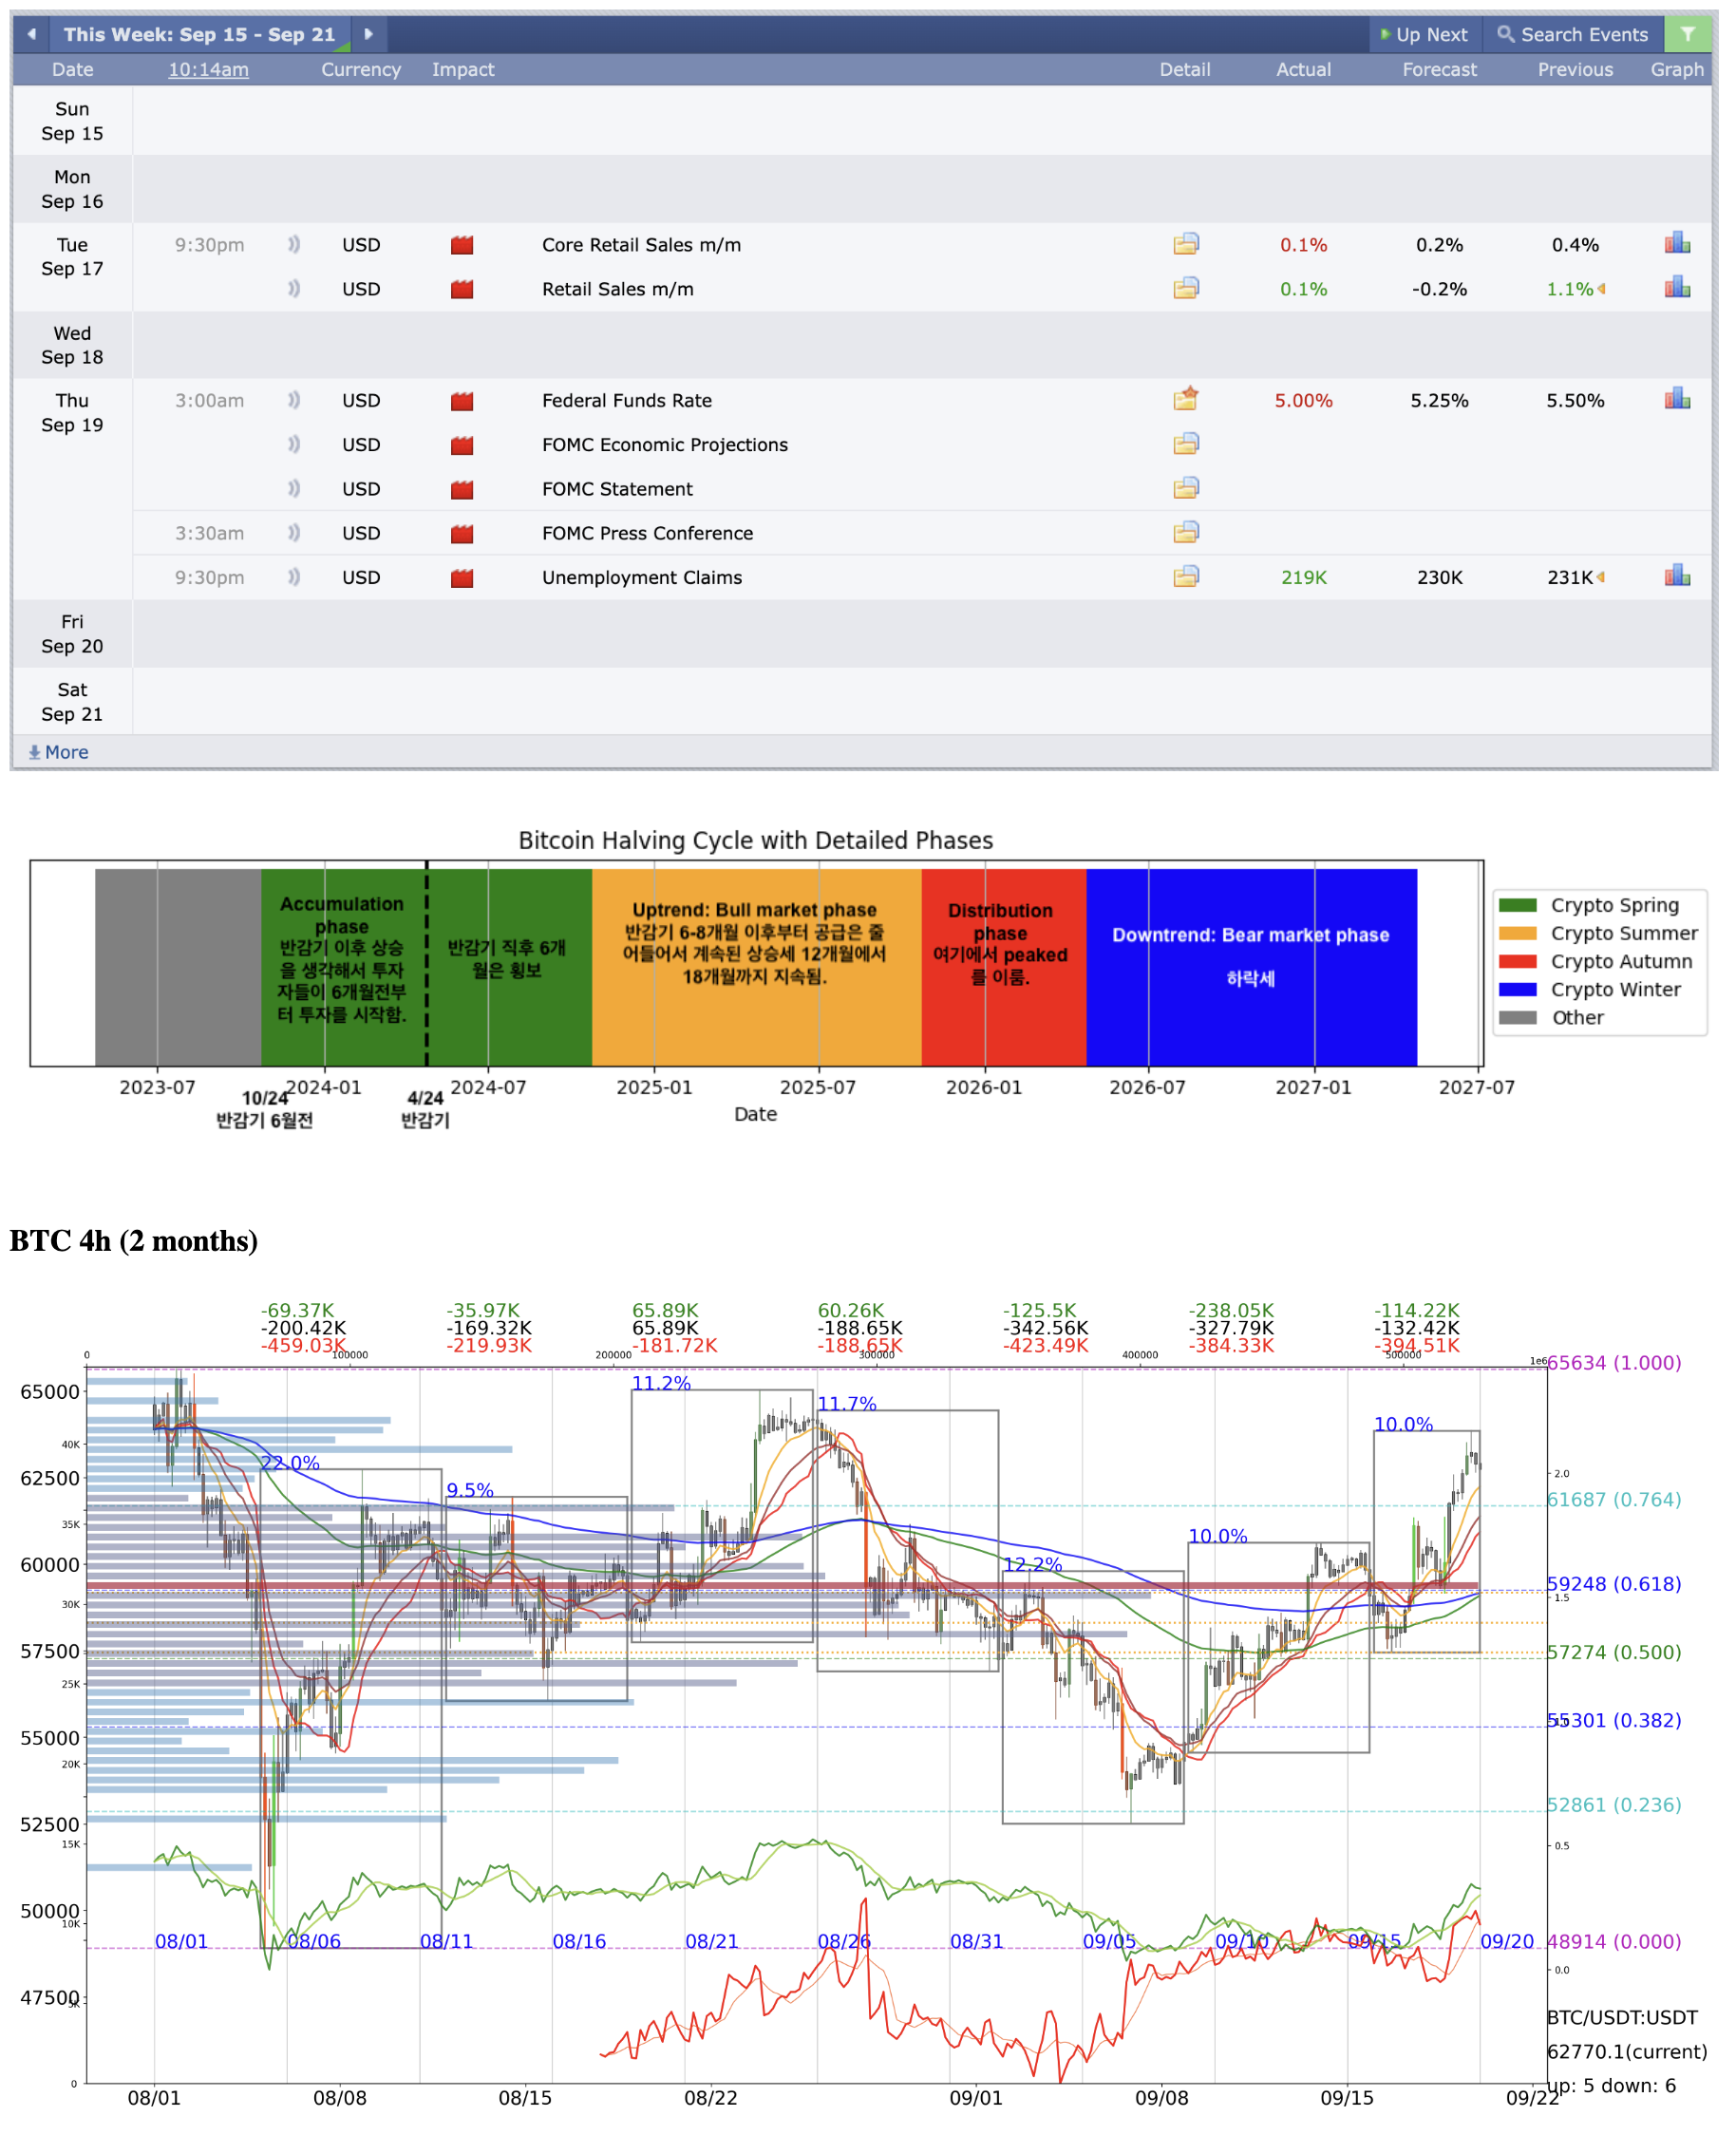 This Week: Sep 15 - Sep 21 Up Next Search Events
Date 10:14am Currency Impact Detail Actual Forecast Previous Graph
Sun
Sep 15
Mon
Sep 16
Tue
Sep 17
9:30pm USD Core Retail Sales m/m 0.1% 0.2% 0.4%
USD Retail Sales m/m 0.1% -0.2% 1.1%
Wed
Sep 18
Thu
Sep 19
3:00am USD Federal Funds Rate 5.00% 5.25% 5.50%
USD FOMC Economic Projections
USD FOMC Statement
3:30am USD FOMC Press Conference
9:30pm USD Unemployment Claims 219K 230K 231K
Fri
Sep 20
Sat
Sep 21
More
Bitcoin Halving Cycle with Detailed Phases
Accumulation
phase
반감기 이후 상승
을 생각해서 투자
자들이 6개월전부
터 투자를 시작함.
반감기 직후 6개
월은 횡보
Uptrend: Bull market phase
반감기 6-8개월 이후부터 공급은 줄
어들어서 계속된 상승세 12개월에서
18개월까지 지속됨.
Distribution
phase
여기에서 peaked
를 이룸.
Downtrend: Bear market phase
하락세
Crypto Spring
Crypto Summer
Crypto Autumn
Crypto Winter
Other
2023-07 2024-01 2024-07 2025-01 2025-07 2026-01 2026-07 2027-01 2027-07
10/24
반감기 6월전
4/24
반감기
Date
BTC 4h (2 months)
-69.37K -35.97K 65.89K 60.26K -125.5K -238.05K -114.22K
-200.42K -169.32K 65.89K -188.65K -342.56K -327.79K -132.42K
-459.03K -219.93K -181.72K -188.65K -423.49K -384.33K -394.51K
0 100000 200000 300000 400000 500000 1e6
65634 (1.000)
11.2%
65000
11.7%
10.0%
40K
22.0%
62500
2.0
9.5%
61687 (0.764)
35K
10.0%
60000
12.2%
59248 (0.618)
30K
1.5
57500
57274 (0.500)
25K
55301 (0.382)
55000
20K
52861 (0.236)
52500
15K
0.5
50000
10K
08/01 08/06 08/11 08/16 08/21 08/26 08/31 09/05 09/10 09/15 09/20
48914 (0.000)
0.0
47500
BTC/USDT:USDT
62770.1(current)
up: 5 down: 6
0
08/01 08/08 08/15 08/22 09/01 09/08 09/15 09/22